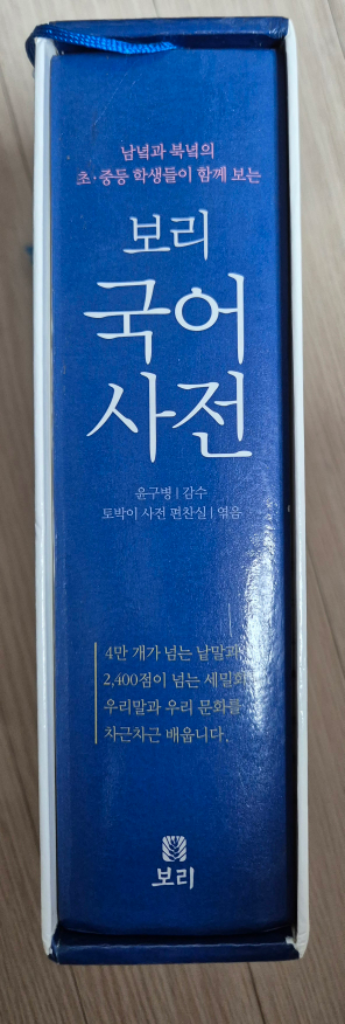 남녘과 북녘의
초·중등 학생들이 함께 보는
보리
국어
사전
윤구병 | 감수
토박이 사전 편찬실 | 엮음
4만 개가 넘는 낱말과
2,400점이 넘는 세밀화
우리말과 우리 문화를
차근차근 배웁니다.
보리